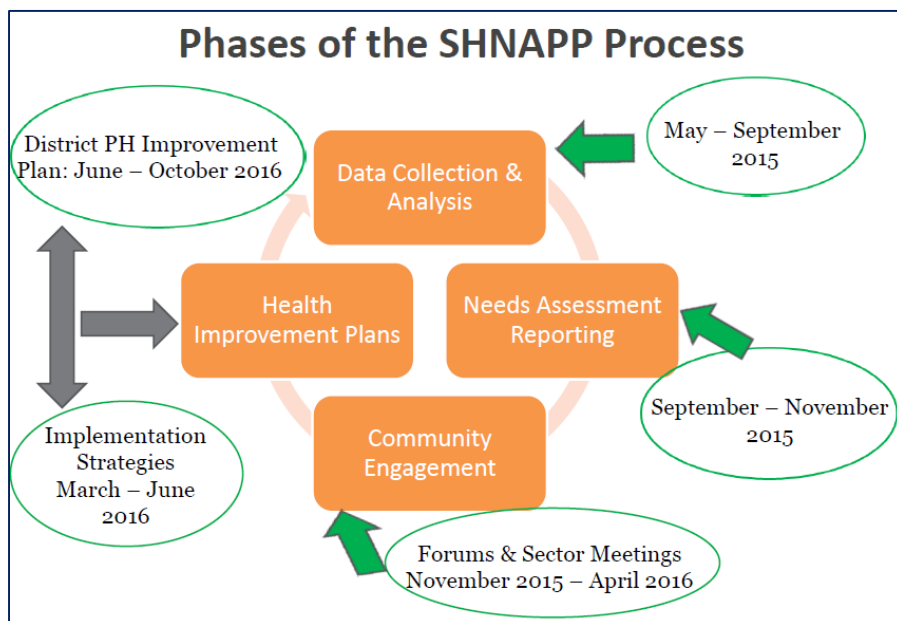 Phases of the SHNAPP Process
District PH Improvement
Plan: June – October 2016
Data Collection &
Analysis
May – September
2015
Health
Improvement Plans
Needs Assessment
Reporting
September – November
2015
Implementation
Strategies
March – June
2016
Community
Engagement
Forums & Sector Meetings
November 2015 – April 2016